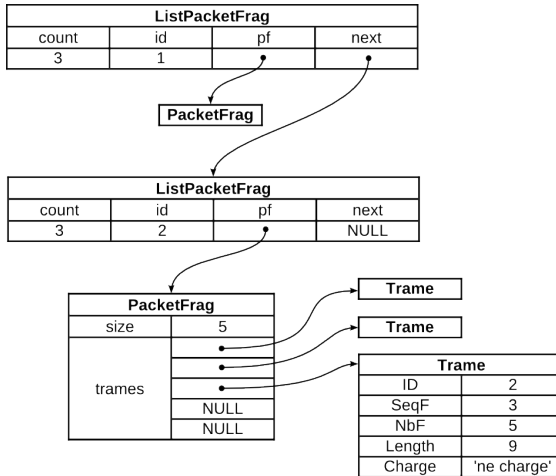 ListPacketFrag
count id pf next
3 1
PacketFrag
ListPacketFrag
count id pf next
3 2 NULL
PacketFrag
size 5
trames
NULL
NULL
Trame
Trame
Trame
ID 2
SeqF 3
NbF 5
Length 9
Charge 'ne charge'